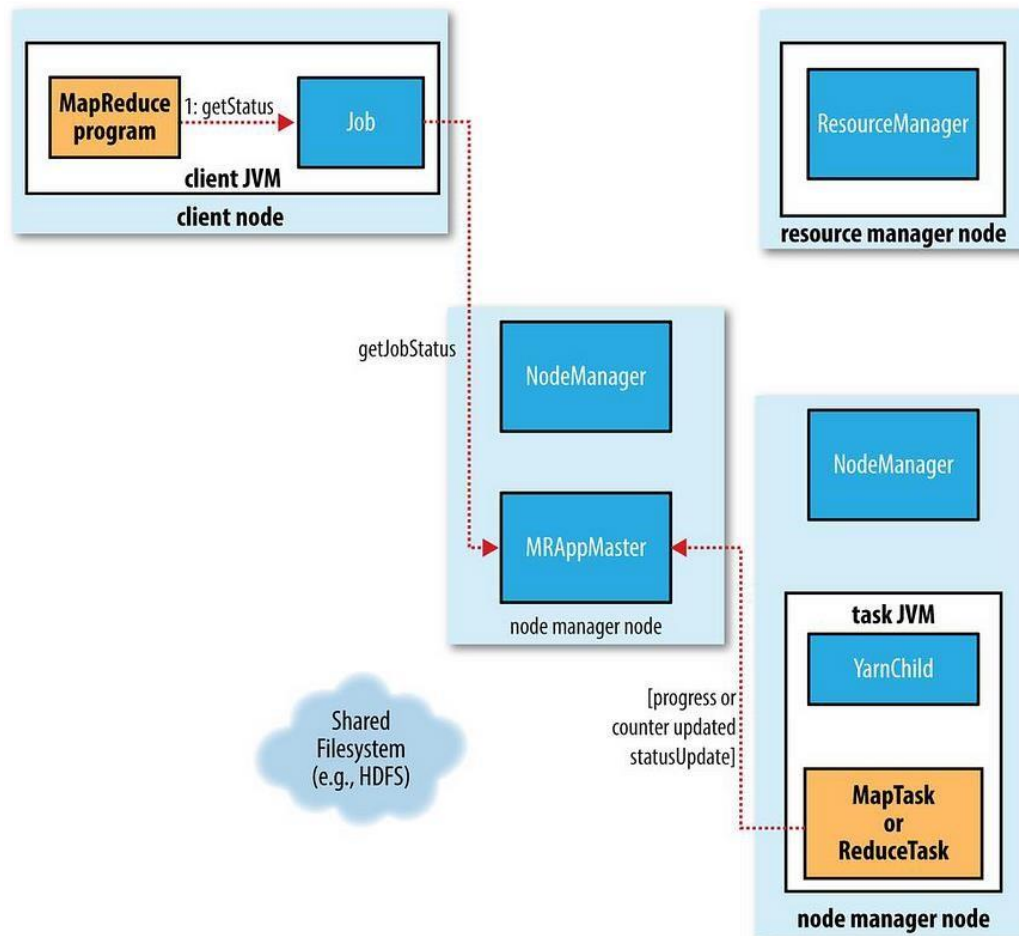 MapReduce
program
1: getStatus
Job
client JVM
client node
ResourceManager
resource manager node
getJobStatus
NodeManager
MRAppMaster
node manager node
NodeManager
task JVM
YarnChild
[progress or
counter updated
statusUpdate]
MapTask
or
ReduceTask
node manager node
Shared
Filesystem
(e.g., HDFS)